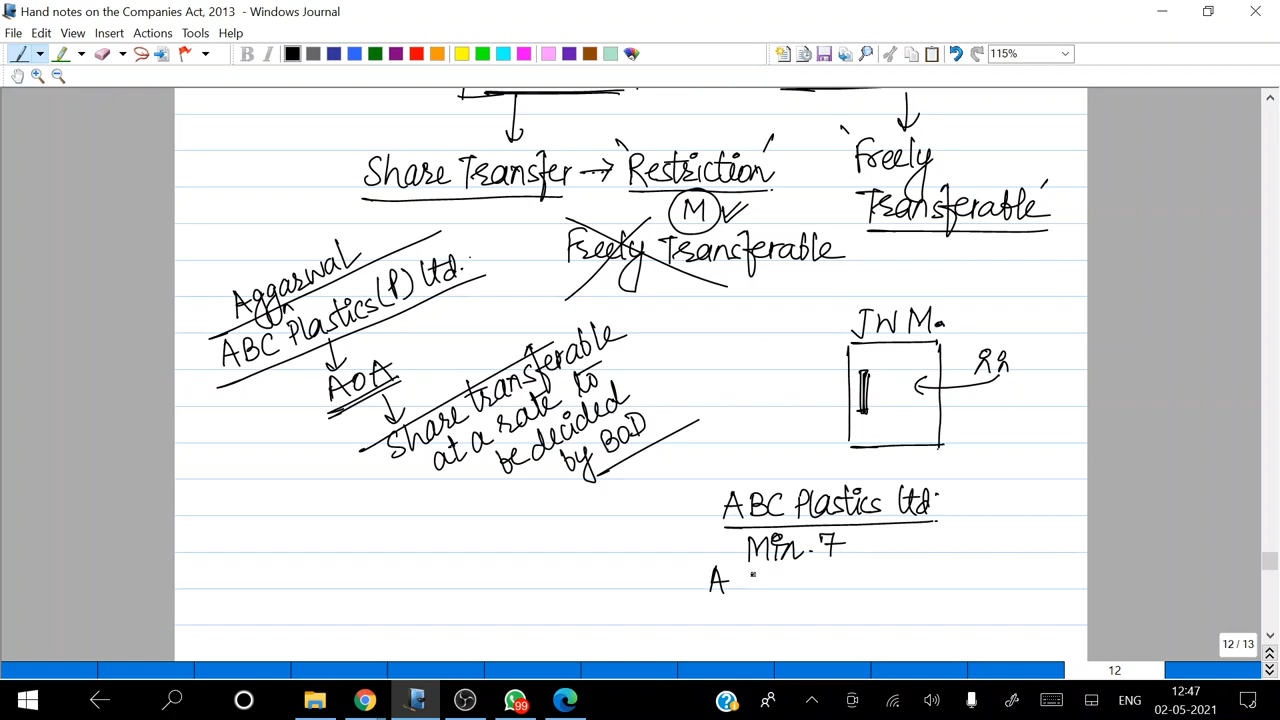 Hand notes on the Companies Act, 2013 - Windows Journal
File Edit View Insert Actions Tools Help
B I
115%
Share Transfer → 'Restriction'
M ✓
Freely Transferable
'Freely
Transferable'
Aggarwal
ABC Plastics (P) Ltd.
AOA
Share transferable
at a rate to
be decided
by BOD
JWM.
ABC Plastics Ltd.
Min. 7
A
12 / 13
12
99
ENG
12:47
02-05-2021